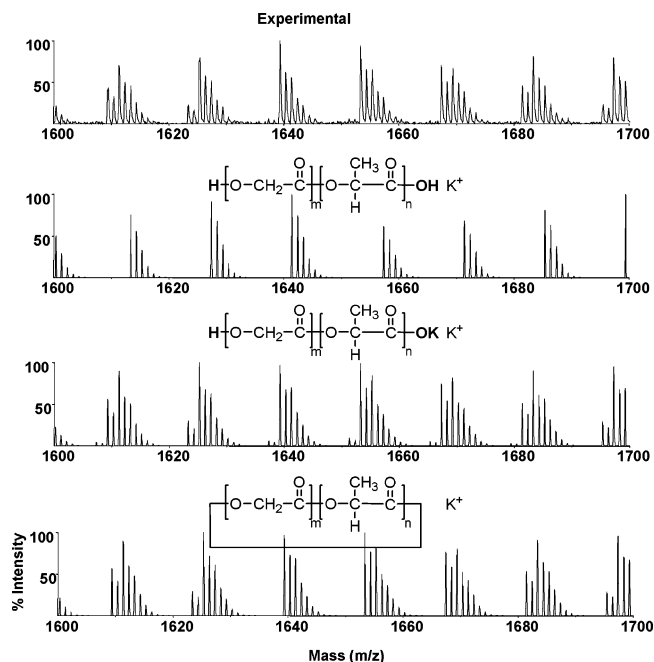 Experimental
100
50
1600 1620 1640 1660 1680 1700
O CH3 O
H O CH2 C O C C OH K+
m H n
100
50
1600 1620 1640 1660 1680 1700
O CH3 O
H O CH2 C O C C OK K+
m H n
100
50
1600 1620 1640 1660 1680 1700
O CH3 O
O CH2 C O C C K+
m H n
100
50
% Intensity
1600 1620 1640 1660 1680 1700
Mass (m/z)